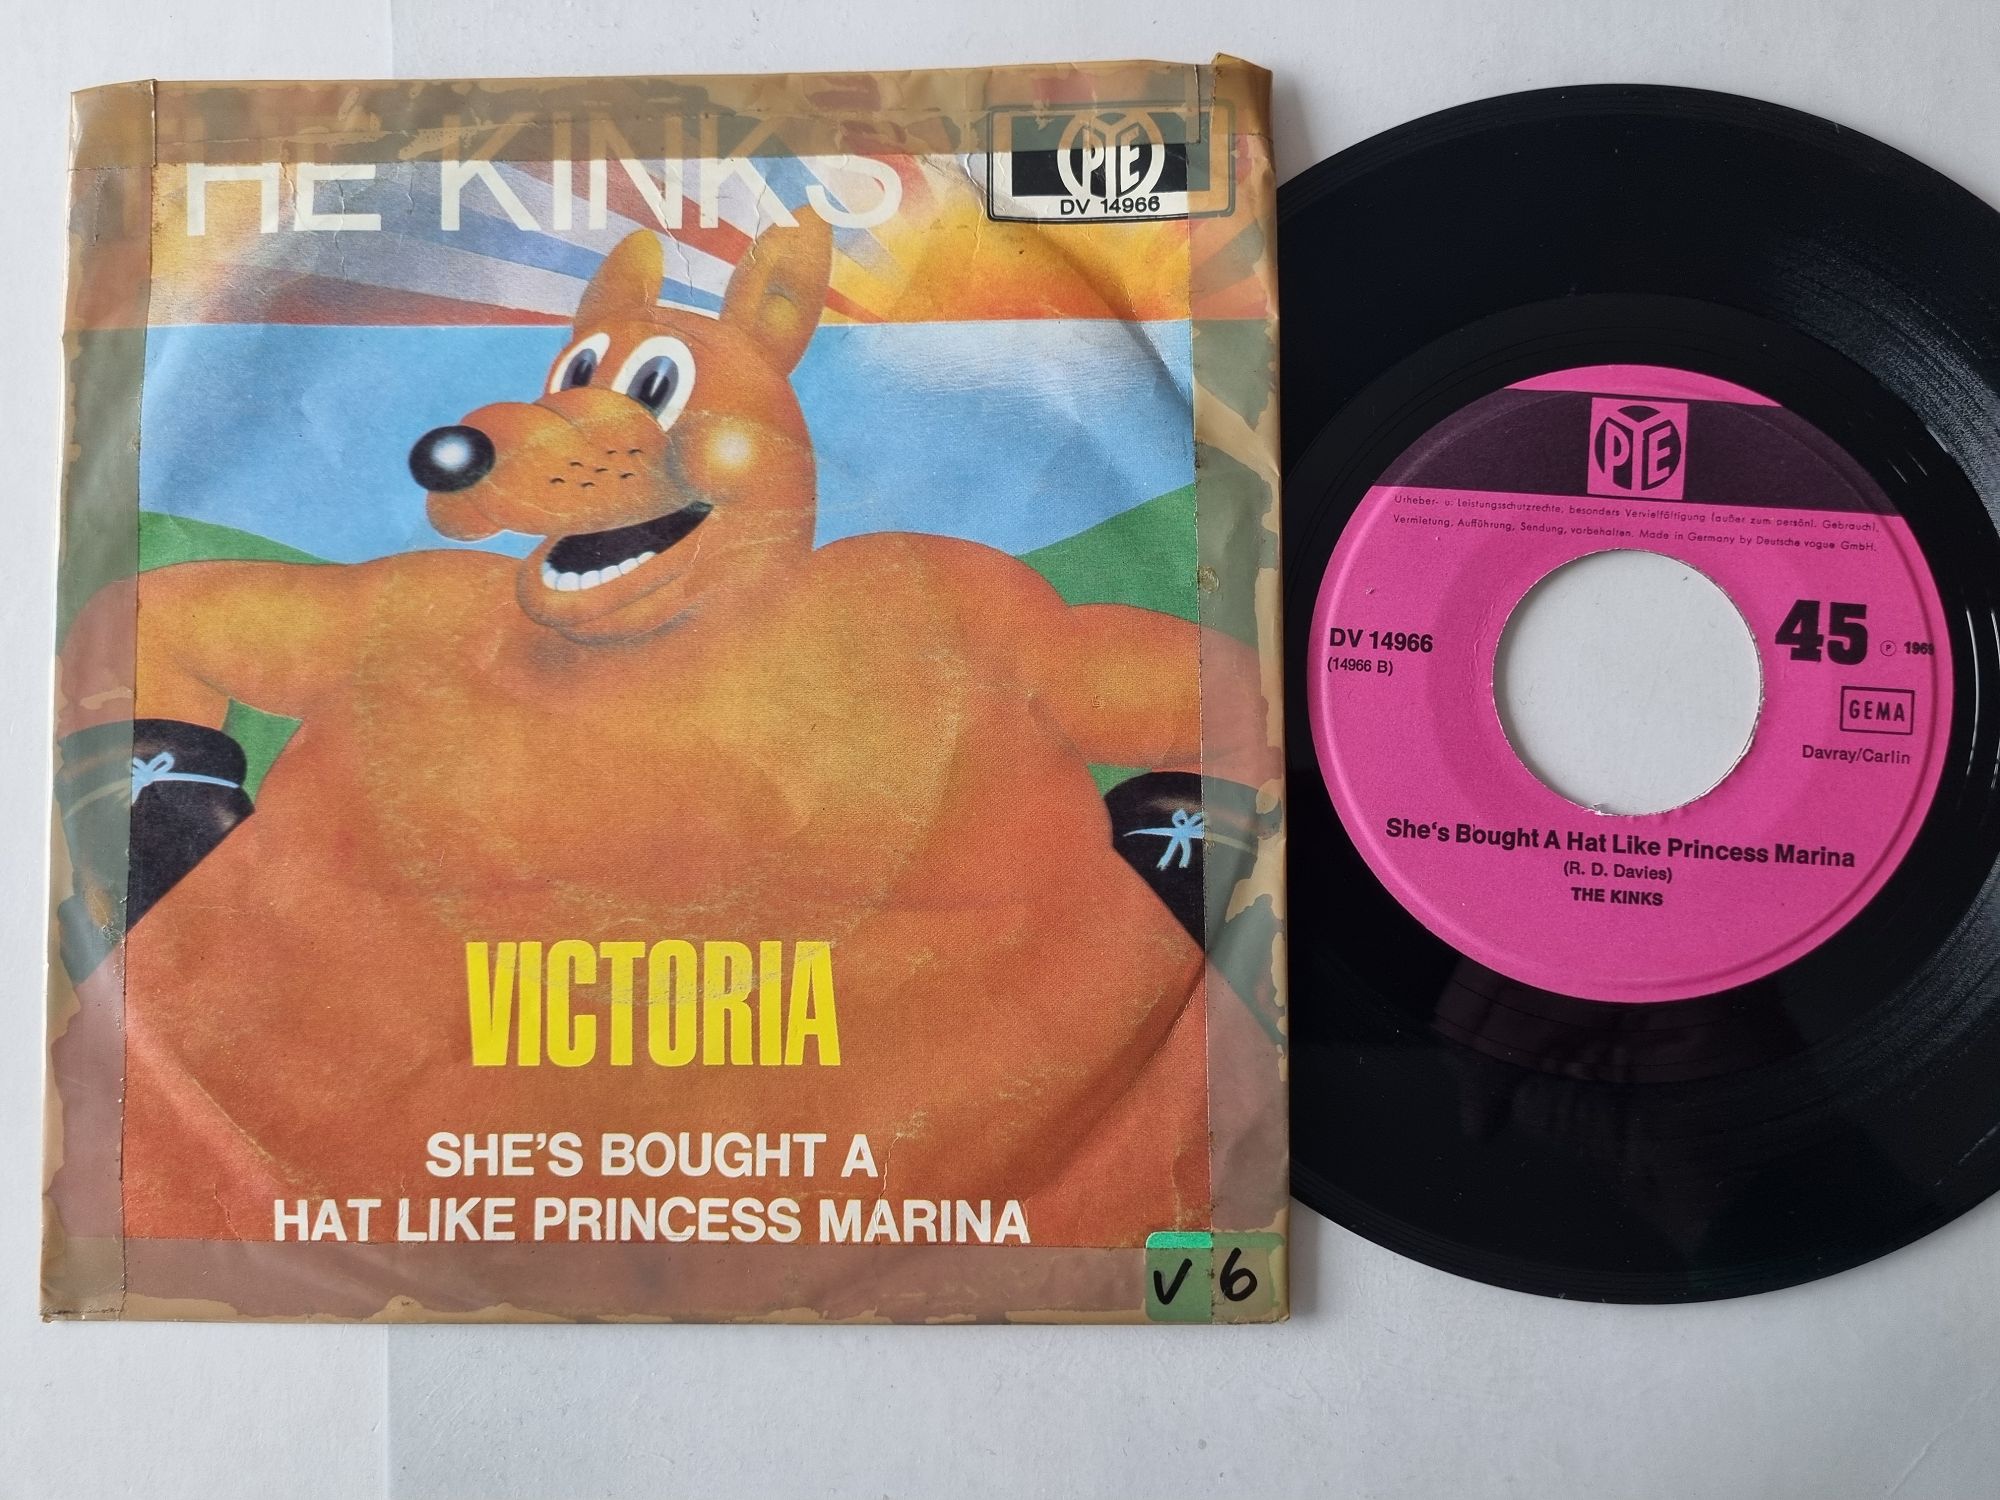 THE KINKS
PYE
DV 14966
VICTORIA
SHE'S BOUGHT A
HAT LIKE PRINCESS MARINA
V 6
PYE
Urheber- u. Leistungsschutzrechte, besonders Vervielfältigung (außer zum persönl. Gebrauch),
Vermietung, Aufführung, Sendung, vorbehalten. Made in Germany by Deutsche vogue GmbH.
DV 14966
(14966 B)
45 ℗ 1969
GEMA
Davray/Carlin
She's Bought A Hat Like Princess Marina
(R. D. Davies)
THE KINKS